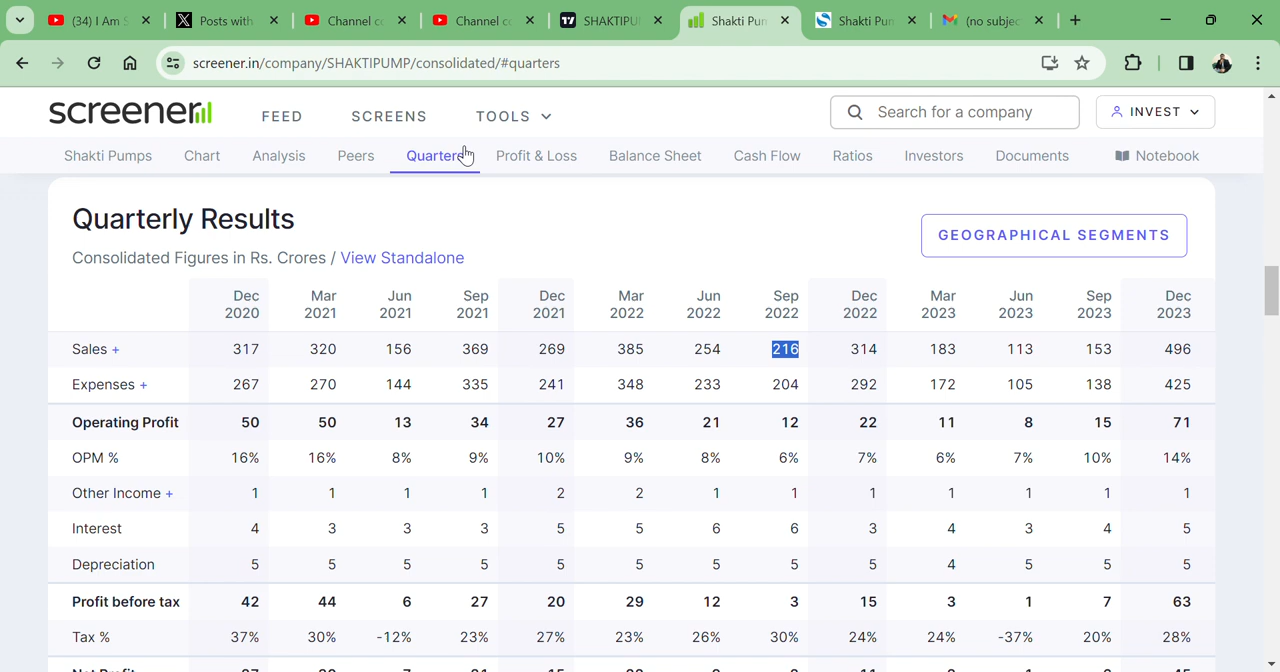 (34) I Am S
Posts with
Channel co
Channel co
SHAKTIPU
Shakti Pum
Shakti Pum
(no subjec
screener.in/company/SHAKTIPUMP/consolidated/#quarters
screener
FEED SCREENS TOOLS
Search for a company
INVEST
Shakti Pumps Chart Analysis Peers Quarters Profit & Loss Balance Sheet Cash Flow Ratios Investors Documents Notebook
Quarterly Results
GEOGRAPHICAL SEGMENTS
Consolidated Figures in Rs. Crores / View Standalone
Dec Mar Jun Sep Dec Mar Jun Sep Dec Mar Jun Sep Dec
2020 2021 2021 2021 2021 2022 2022 2022 2022 2023 2023 2023 2023
Sales + 317 320 156 369 269 385 254 216 314 183 113 153 496
Expenses + 267 270 144 335 241 348 233 204 292 172 105 138 425
Operating Profit 50 50 13 34 27 36 21 12 22 11 8 15 71
OPM % 16% 16% 8% 9% 10% 9% 8% 6% 7% 6% 7% 10% 14%
Other Income + 1 1 1 1 2 2 1 1 1 1 1 1 1
Interest 4 3 3 3 5 5 6 6 3 4 3 4 5
Depreciation 5 5 5 5 5 5 5 5 5 4 5 5 5
Profit before tax 42 44 6 27 20 29 12 3 15 3 1 7 63
Tax % 37% 30% -12% 23% 27% 23% 26% 30% 24% 24% -37% 20% 28%